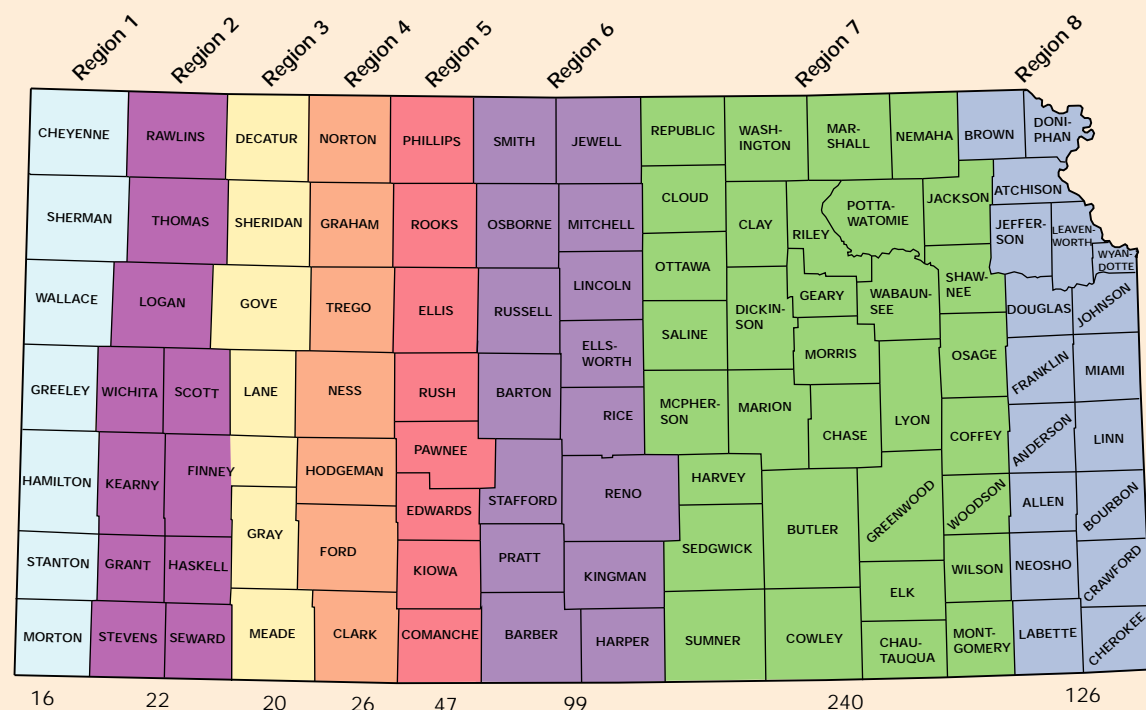 Region 1
Region 2
Region 3
Region 4
Region 5
Region 6
Region 7
Region 8
CHEYENNE
RAWLINS
DECATUR
NORTON
PHILLIPS
SMITH
JEWELL
REPUBLIC
WASH-
INGTON
MAR-
SHALL
NEMAHA
BROWN
DONI-
PHAN
SHERMAN
THOMAS
SHERIDAN
GRAHAM
ROOKS
OSBORNE
MITCHELL
CLOUD
CLAY
RILEY
POTTA-
WATOMIE
JACKSON
ATCHISON
JEFFER-
SON
LEAVEN-
WORTH
WYAN-
DOTTE
WALLACE
LOGAN
GOVE
TREGO
ELLIS
RUSSELL
LINCOLN
OTTAWA
DICKIN-
SON
GEARY
WABAUN-
SEE
SHAW-
NEE
DOUGLAS
JOHNSON
ELLS-
WORTH
SALINE
MORRIS
OSAGE
FRANKLIN
MIAMI
GREELEY
WICHITA
SCOTT
LANE
NESS
RUSH
BARTON
RICE
MCPHER-
SON
MARION
CHASE
LYON
COFFEY
ANDERSON
LINN
HAMILTON
KEARNY
FINNEY
HODGEMAN
PAWNEE
STAFFORD
RENO
HARVEY
GRAY
FORD
EDWARDS
SEDGWICK
BUTLER
GREENWOOD
WOODSON
ALLEN
BOURBON
STANTON
GRANT
HASKELL
KIOWA
PRATT
KINGMAN
ELK
WILSON
NEOSHO
CRAWFORD
MORTON
STEVENS
SEWARD
MEADE
CLARK
COMANCHE
BARBER
HARPER
SUMNER
COWLEY
CHAU-
TAUQUA
MONT-
GOMERY
LABETTE
CHEROKEE
16
22
20
26
47
99
240
126